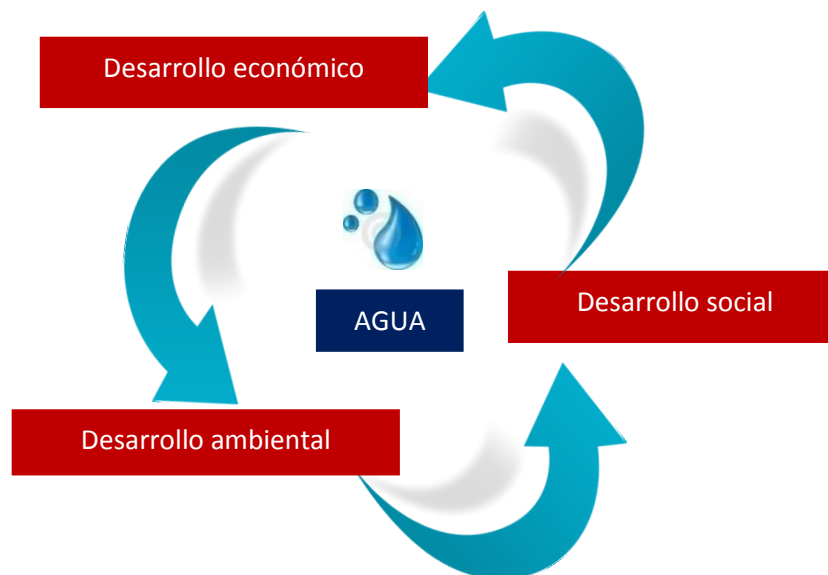 Desarrollo económico
AGUA
Desarrollo social
Desarrollo ambiental